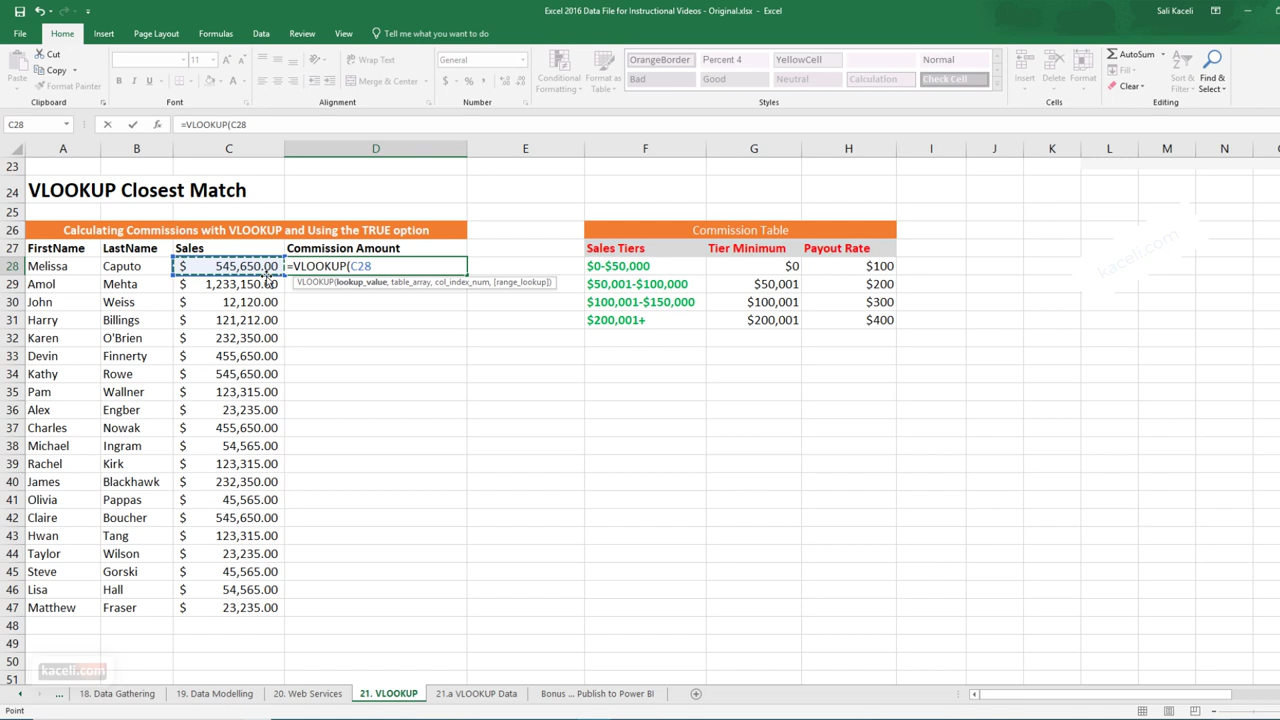 Excel 2016 Data File for Instructional Videos - Original.xlsx - Excel
Sali Kaceli
File Home Insert Page Layout Formulas Data Review View Tell me what you want to do
Paste
Cut
Copy
Format Painter
Clipboard
11
B I U
Font
Wrap Text
Merge & Center
Alignment
General
$ % ,
Number
Conditional Formatting
Format as Table
OrangeBorder Percent 4 YellowCell Normal
Bad Good Neutral Calculation Check Cell
Styles
Insert Delete Format
Cells
AutoSum
Fill
Clear
Sort & Filter
Find & Select
Editing
C28 fx =VLOOKUP(C28
A B C D E F G H I J K L M N
23
24 VLOOKUP Closest Match
25
26 Calculating Commissions with VLOOKUP and Using the TRUE option Commission Table
27 FirstName LastName Sales Commission Amount Sales Tiers Tier Minimum Payout Rate
28 Melissa Caputo $ 545,650.00 =VLOOKUP(C28 $0-$50,000 $0 $100
29 Amol Mehta $ 1,233,150.00 VLOOKUP(lookup_value, table_array, col_index_num, [range_lookup]) $50,001-$100,000 $50,001 $200
30 John Weiss $ 12,120.00 $100,001-$150,000 $100,001 $300
31 Harry Billings $ 121,212.00 $200,001+ $200,001 $400
32 Karen O'Brien $ 232,350.00
33 Devin Finnerty $ 455,650.00
34 Kathy Rowe $ 545,650.00
35 Pam Wallner $ 123,315.00
36 Alex Engber $ 23,235.00
37 Charles Nowak $ 455,650.00
38 Michael Ingram $ 54,565.00
39 Rachel Kirk $ 123,315.00
40 James Blackhawk $ 232,350.00
41 Olivia Pappas $ 45,565.00
42 Claire Boucher $ 545,650.00
43 Hwan Tang $ 123,315.00
44 Taylor Wilson $ 23,235.00
45 Steve Gorski $ 45,565.00
46 Lisa Hall $ 54,565.00
47 Matthew Fraser $ 23,235.00
48
49
50
51
kaceli.com
kaceli.com
... 18. Data Gathering 19. Data Modelling 20. Web Services 21. VLOOKUP 21.a VLOOKUP Data Bonus ... Publish to Power BI
Point